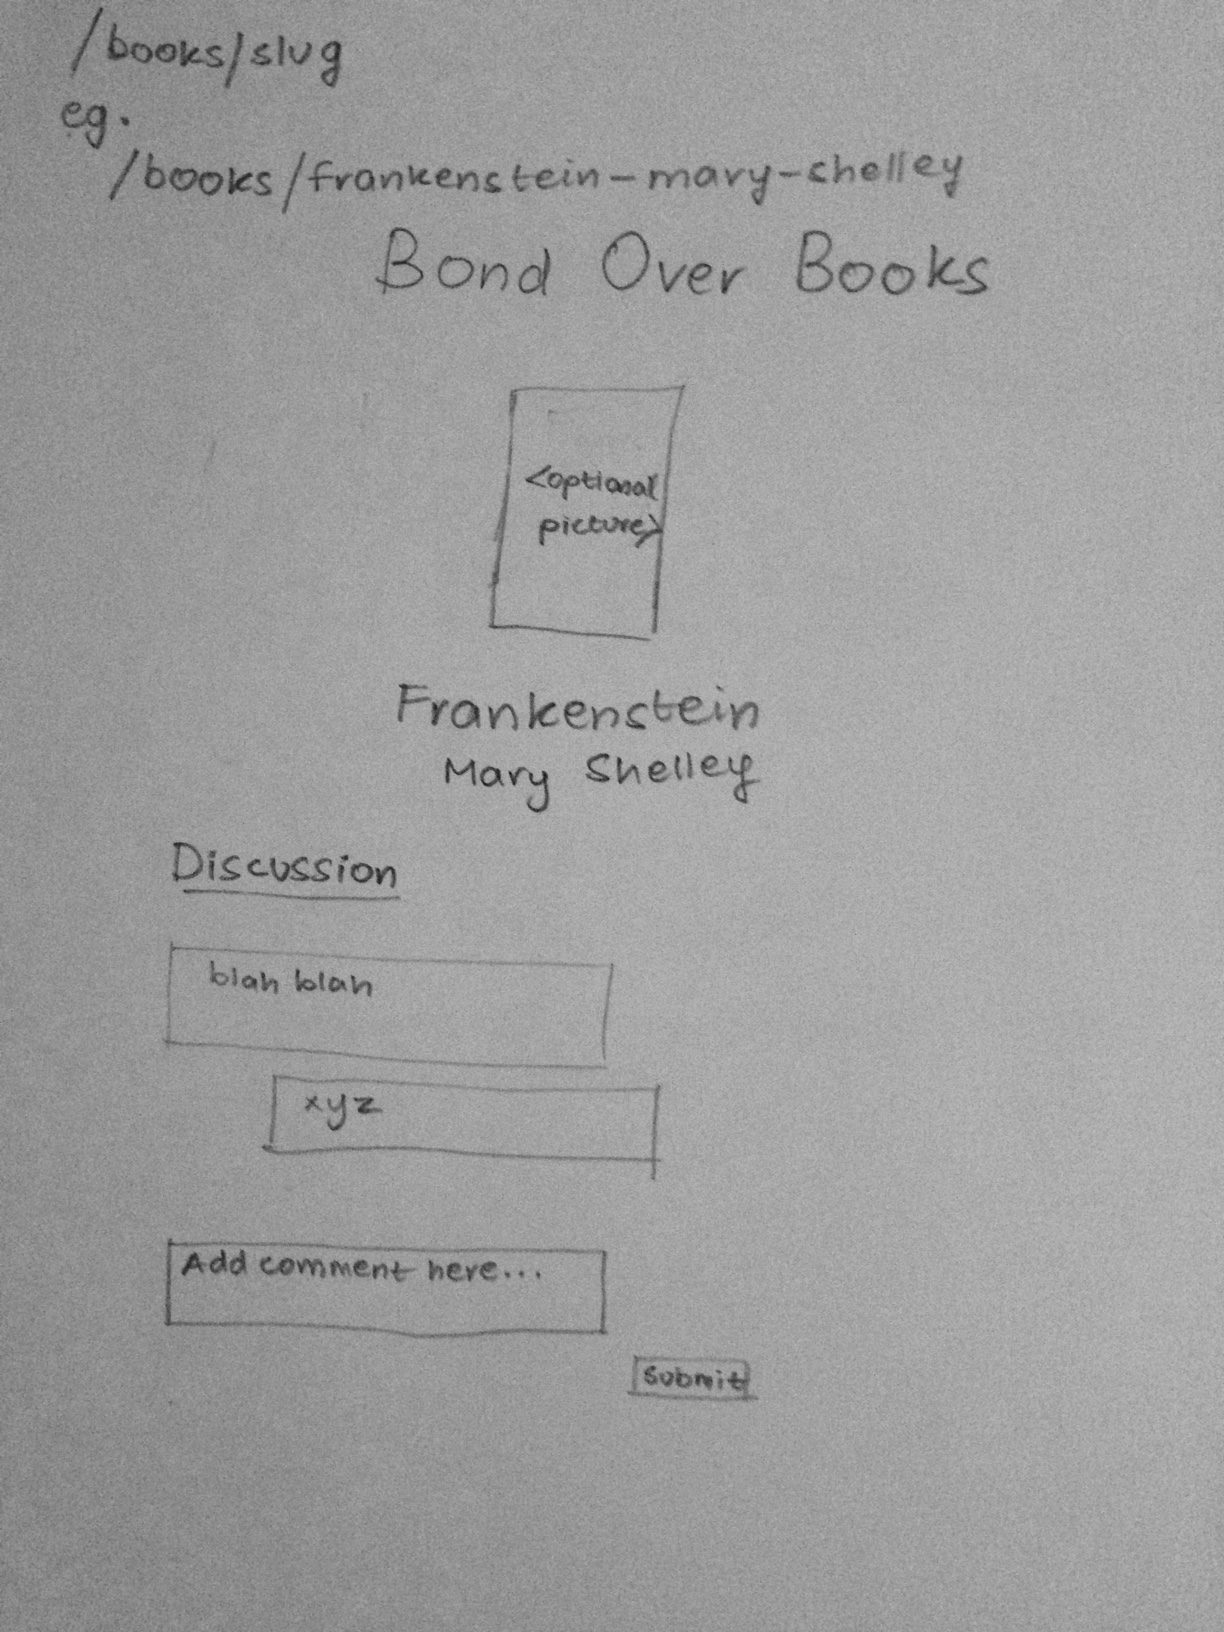 /books/slug
eg.
/books/frankenstein-mary-shelley
Bond Over Books
<optional
picture>
Frankenstein
Mary Shelley
Discussion
blah blah
xyz
Add comment here...
submit